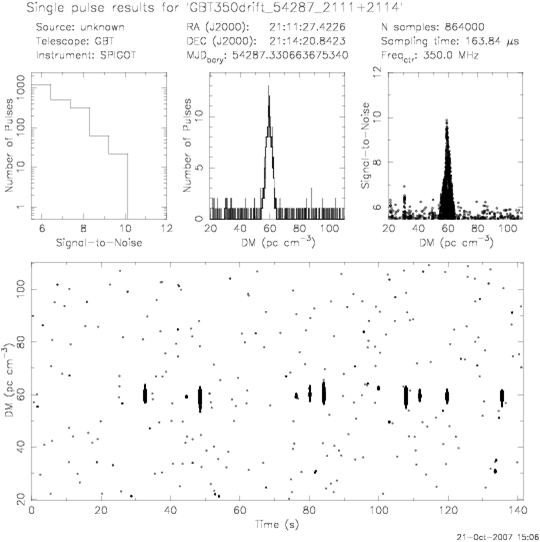 Single pulse results for 'GBT350drift_54287_2111+2114'
Source: unknown RA (J2000): 21:11:27.4226 N samples: 864000
Telescope: GBT DEC (J2000): 21:14:20.8423 Sampling time: 163.84 μs
Instrument: SPIGOT MJD_bary: 54287.330663675340 Freq_ctr: 350.0 MHz
Number of Pulses
1 10 100 1000
6 8 10 12
Signal-to-Noise
Number of Pulses
0 5 10
20 40 60 80 100
DM (pc cm⁻³)
Signal-to-Noise
6 8 10 12
20 40 60 80 100
DM (pc cm⁻³)
DM (pc cm⁻³)
20 40 60 80 100
0 20 40 60 80 100 120 140
Time (s)
21-Oct-2007 15:06